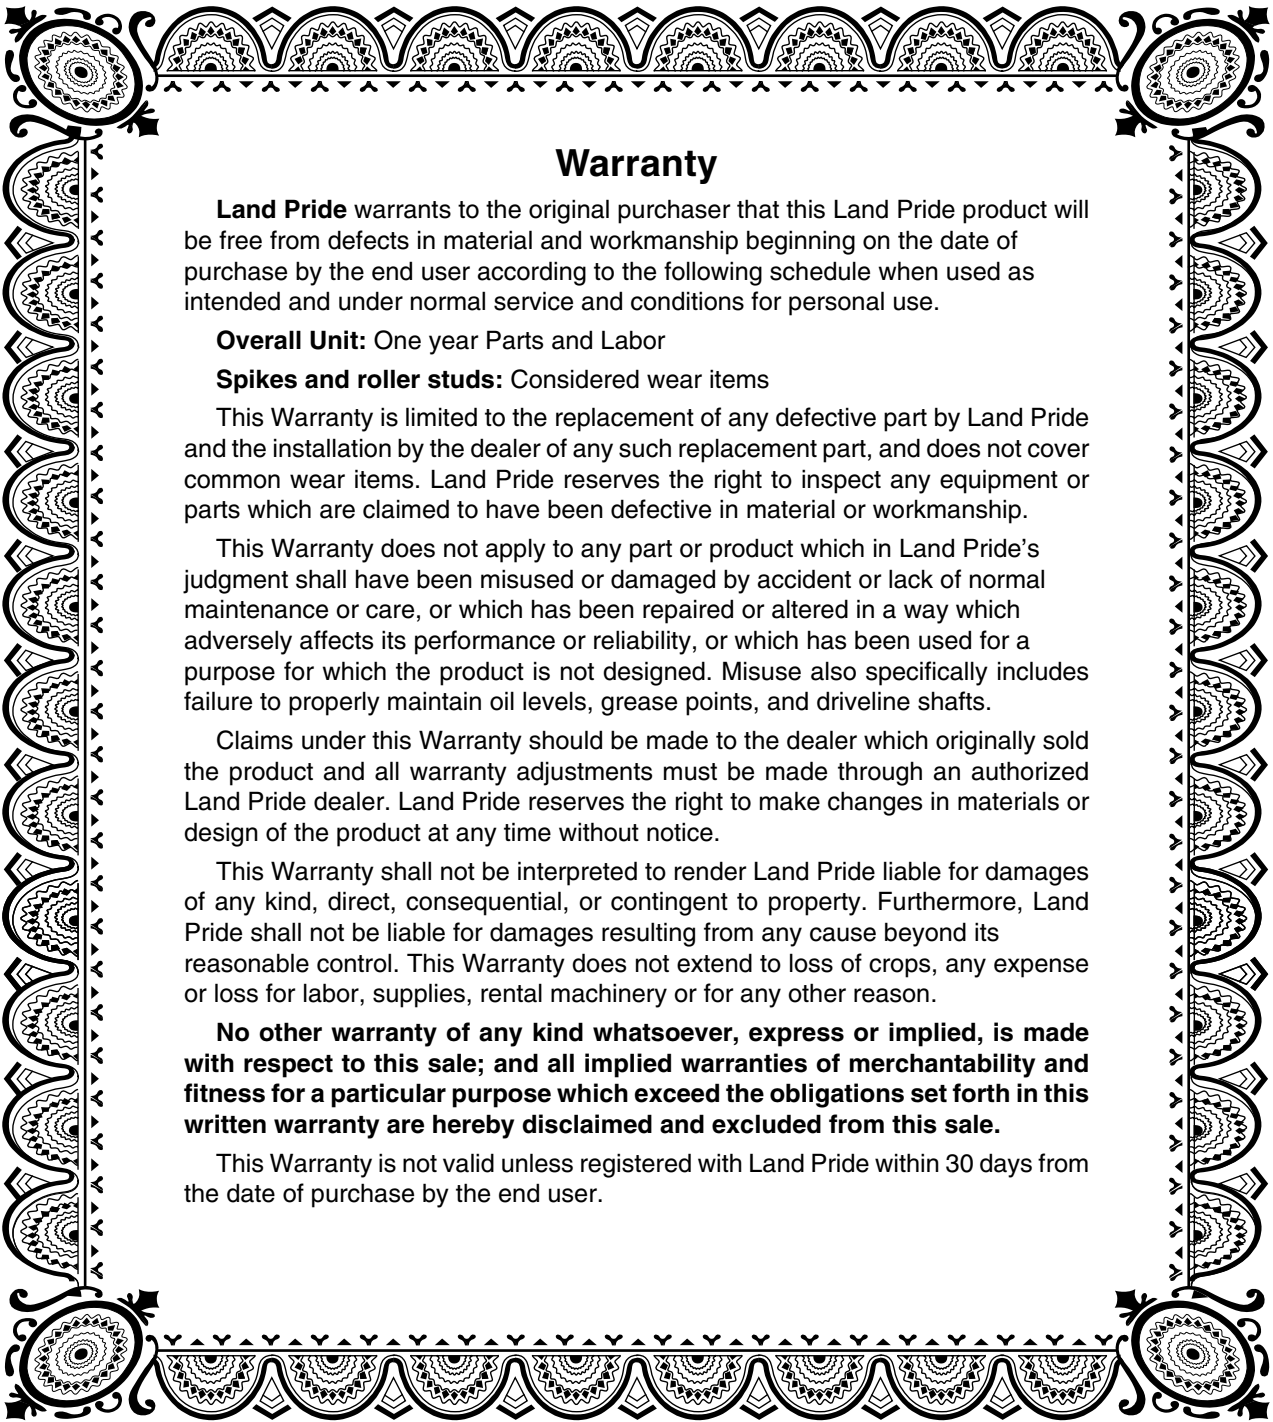 Warranty
Land Pride warrants to the original purchaser that this Land Pride product will
be free from defects in material and workmanship beginning on the date of
purchase by the end user according to the following schedule when used as
intended and under normal service and conditions for personal use.
Overall Unit: One year Parts and Labor
Spikes and roller studs: Considered wear items
This Warranty is limited to the replacement of any defective part by Land Pride
and the installation by the dealer of any such replacement part, and does not cover
common wear items. Land Pride reserves the right to inspect any equipment or
parts which are claimed to have been defective in material or workmanship.
This Warranty does not apply to any part or product which in Land Pride’s
judgment shall have been misused or damaged by accident or lack of normal
maintenance or care, or which has been repaired or altered in a way which
adversely affects its performance or reliability, or which has been used for a
purpose for which the product is not designed. Misuse also specifically includes
failure to properly maintain oil levels, grease points, and driveline shafts.
Claims under this Warranty should be made to the dealer which originally sold
the product and all warranty adjustments must be made through an authorized
Land Pride dealer. Land Pride reserves the right to make changes in materials or
design of the product at any time without notice.
This Warranty shall not be interpreted to render Land Pride liable for damages
of any kind, direct, consequential, or contingent to property. Furthermore, Land
Pride shall not be liable for damages resulting from any cause beyond its
reasonable control. This Warranty does not extend to loss of crops, any expense
or loss for labor, supplies, rental machinery or for any other reason.
No other warranty of any kind whatsoever, express or implied, is made
with respect to this sale; and all implied warranties of merchantability and
fitness for a particular purpose which exceed the obligations set forth in this
written warranty are hereby disclaimed and excluded from this sale.
This Warranty is not valid unless registered with Land Pride within 30 days from
the date of purchase by the end user.